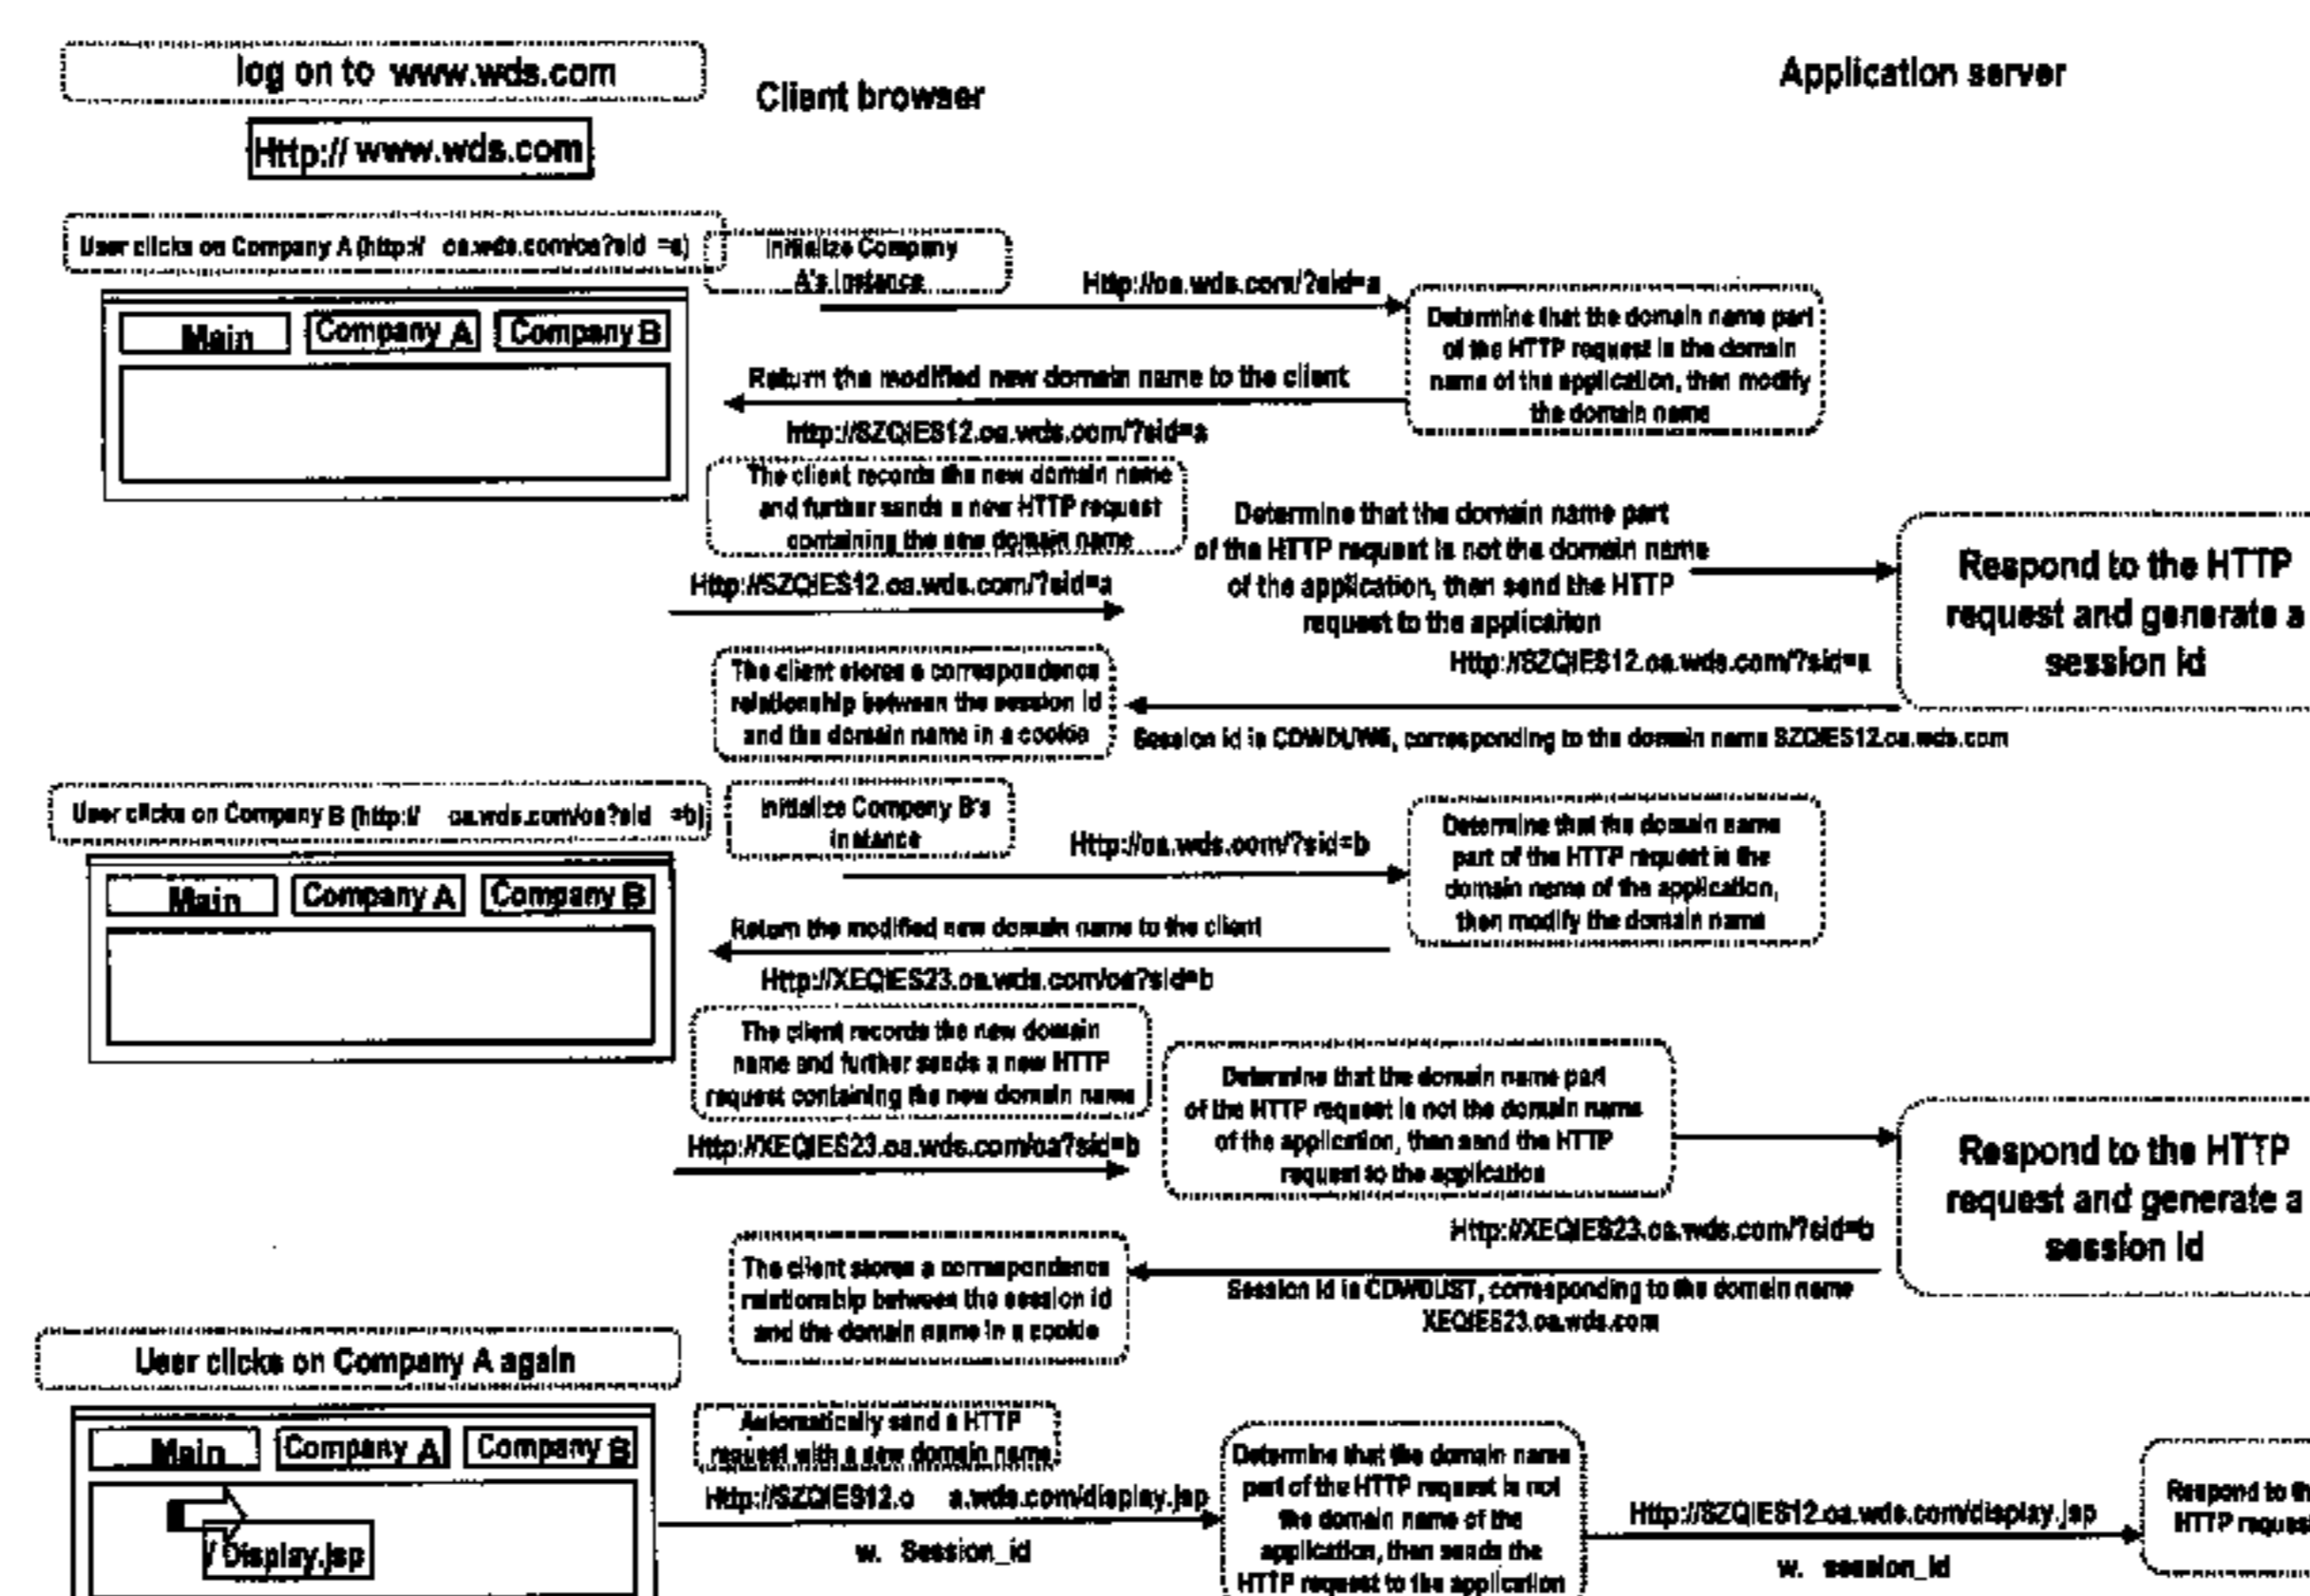 log on to www.wds.com
Client browser
Application server
Http:// www.wds.com
User clicks on Company A (http:// oa.wds.com/oa?sid =a)
Initialize Company
A's instance
Http://oa.wds.com/?sid=a
Main Company A Company B
Determine that the domain name part
of the HTTP request is the domain
name of the application, then modify
the domain name
Return the modified new domain name to the client
http://SZQIES12.oa.wds.com/?sid=a
The client records the new domain name
and further sends a new HTTP request
containing the new domain name
Http://SZQIES12.oa.wds.com/?sid=a
Determine that the domain name part
of the HTTP request is not the domain name
of the application, then send the HTTP
request to the applicaiton
Respond to the HTTP
request and generate a
session id
Http://SZQIES12.oa.wds.com/?sid=a
The client stores a correspondence
relationship between the session id
and the domain name in a cookie
Session id is corresponding to the domain name SZQIES12.oa.wds.com
User clicks on Company B (http:// oa.wds.com/oa?sid =b)
Initialize Company B's
instance
Http://oa.wds.com/?sid=b
Main Company A Company B
Determine that the domain name
part of the HTTP request is the
domain name of the application,
then modify the domain name
Return the modified new domain name to the client
Http://XEQIES23.oa.wds.com/oa?sid=b
The client records the new domain
name and further sends a new HTTP
request containing the new domain name
Http://XEQIES23.oa.wds.com/oa?sid=b
Determine that the domain name part
of the HTTP request is not the domain name
of the application, then send the HTTP
request to the application
Respond to the HTTP
request and generate a
session id
Http://XEQIES23.oa.wds.com/?sid=b
The client stores a correspondence
relationship between the session id
and the domain name in a cookie
Session id is CDWDUST, corresponding to the domain name
XEQIES23.oa.wds.com
User clicks on Company A again
Main Company A Company B
/ Display.jsp
Automatically send a HTTP
request with a new domain name
Http://SZQIES12.o a.wds.com/display.jsp
w. Session_id
Determine that the domain name
part of the HTTP request is not
the domain name of the
application, then sends the
HTTP request to the application
Http://SZQIES12.oa.wds.com/display.jsp
w. session_id
Respond to th
HTTP reques